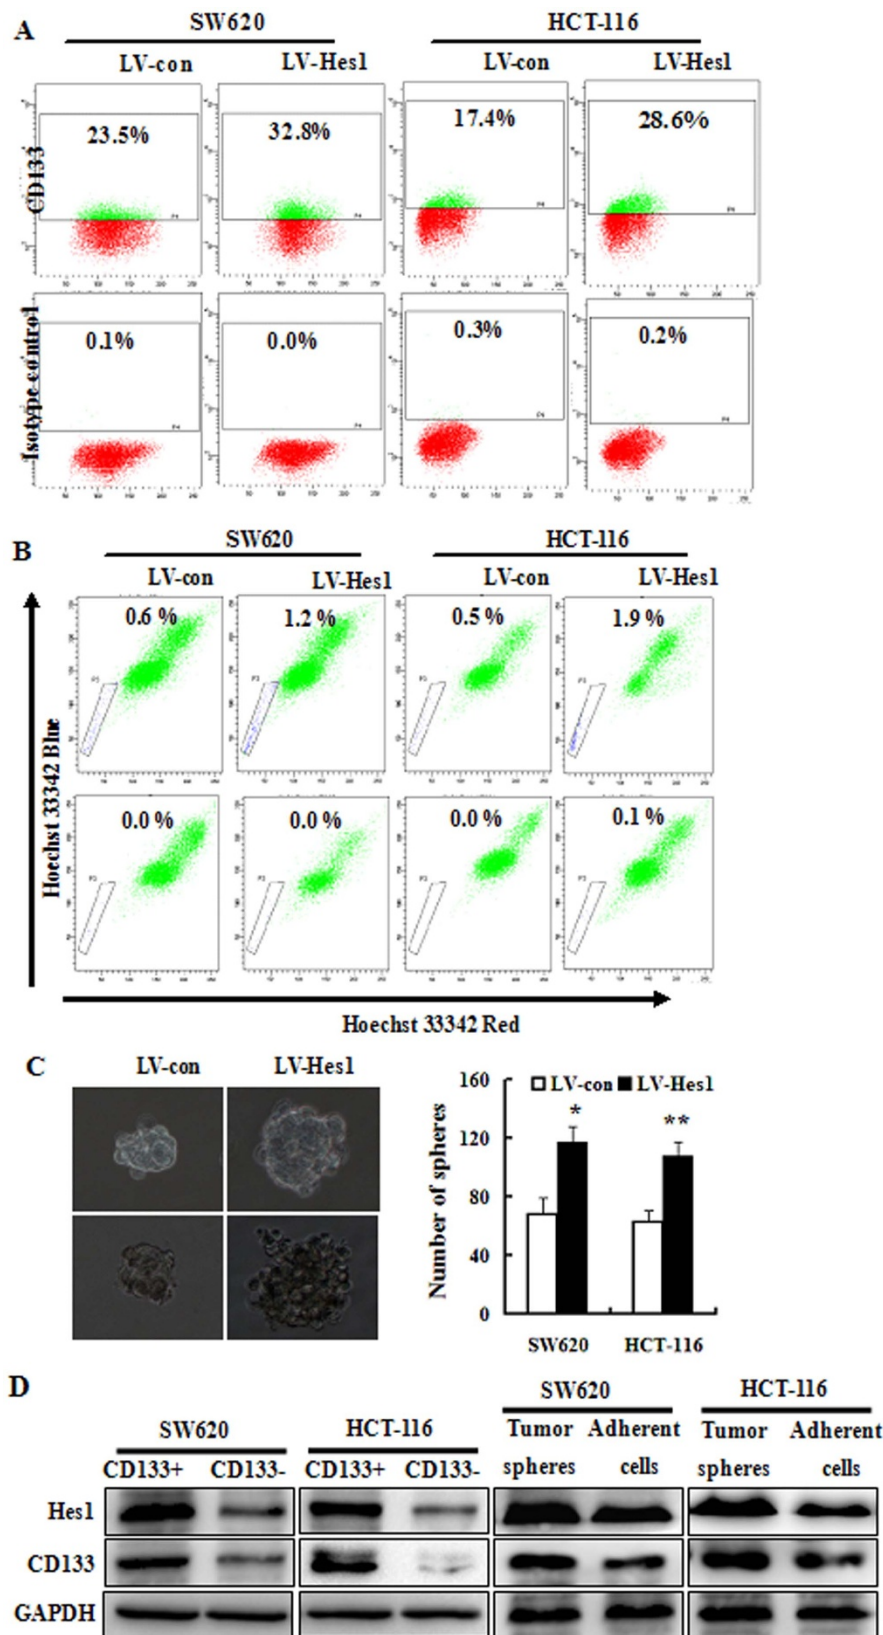 A
SW620
HCT-116
LV-con
LV-Hes1
LV-con
LV-Hes1
CD133
23.5%
32.8%
17.4%
28.6%
Isotype control
0.1%
0.0%
0.3%
0.2%
B
SW620
HCT-116
LV-con
LV-Hes1
LV-con
LV-Hes1
0.6 %
1.2 %
0.5 %
1.9 %
Hoechst 33342 Blue
0.0 %
0.0 %
0.0 %
0.1 %
Hoechst 33342 Red
C
LV-con
LV-Hes1
LV-con
LV-Hes1
Number of spheres
160
120
80
40
0
*
**
SW620
HCT-116
D
SW620
HCT-116
SW620
HCT-116
CD133+
CD133-
CD133+
CD133-
Tumor spheres
Adherent cells
Tumor spheres
Adherent cells
Hes1
CD133
GAPDH